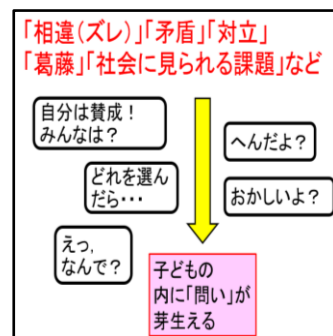 「相違(ズレ)」「矛盾」「対立」
「葛藤」「社会に見られる課題」など
自分は賛成!
みんなは?
へんだよ?
どれを選ん
だら・・・
おかしいよ?
えっ,
なんで?
子どもの
内に「問い」が
芽生える